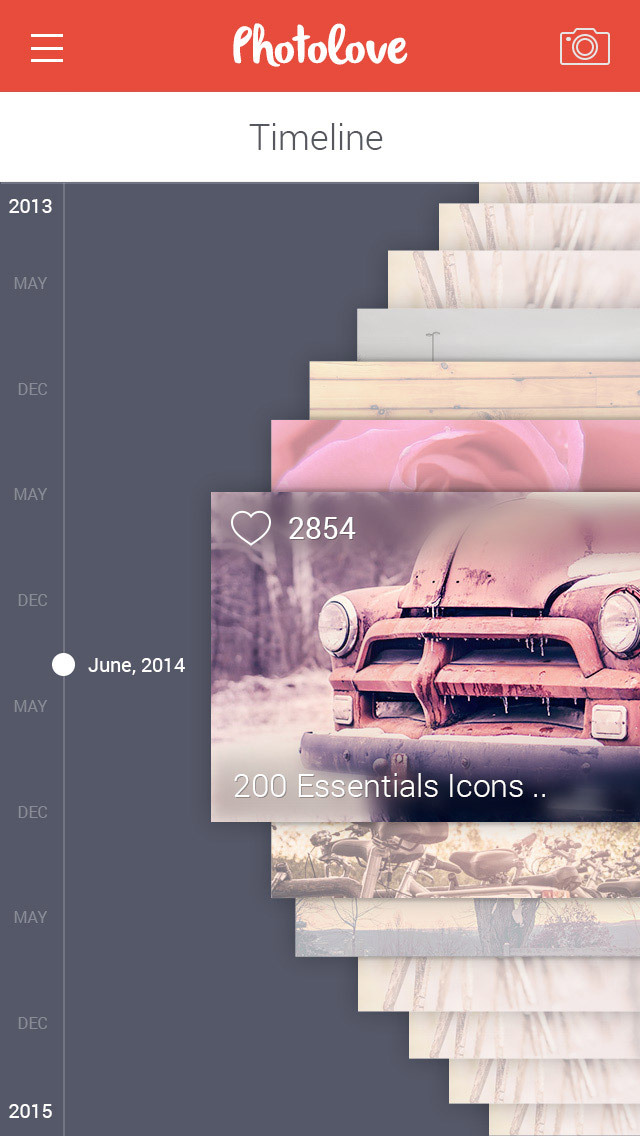 Photolove
Timeline
2013
MAY
DEC
MAY
2854
DEC
June, 2014
MAY
200 Essentials Icons ..
DEC
MAY
DEC
2015